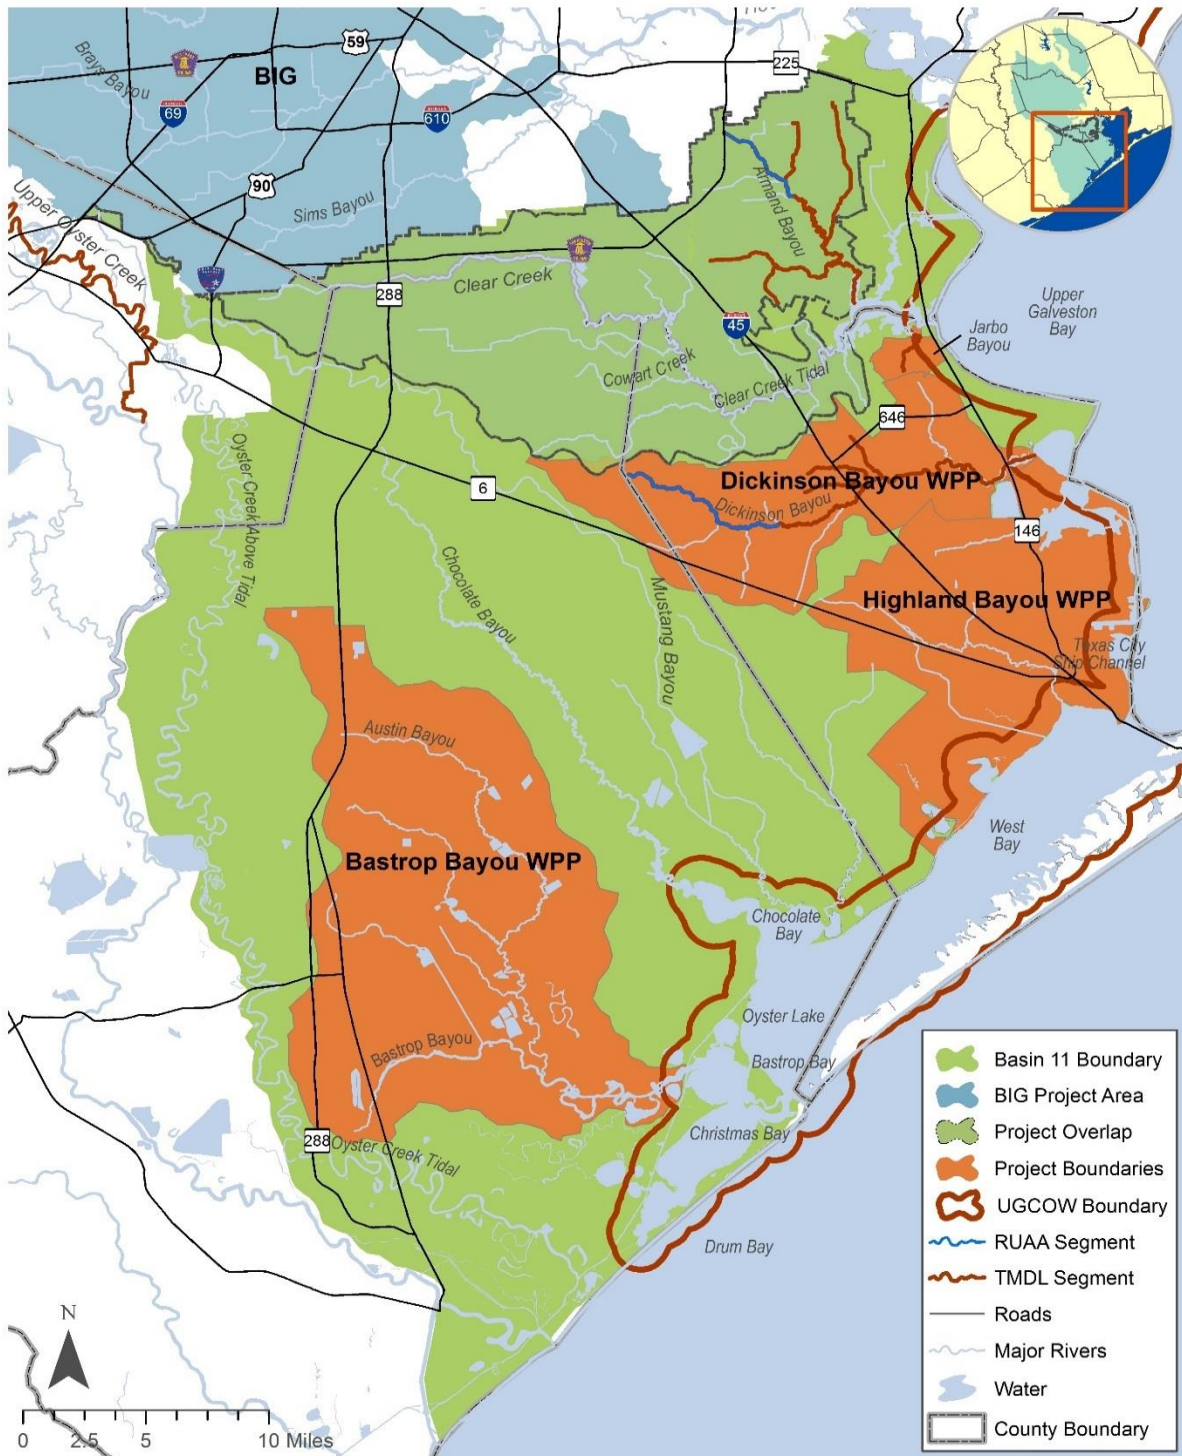 59
Brays Bayou
BIG
225
69
610
90
Sims Bayou
Armand Bayou
Upper Oyster Creek
288
Clear Creek
45
Upper
Galveston
Bay
Jarbo
Bayou
Cowart Creek
Clear Creek Tidal
646
Oyster Creek Above Tidal
6
Dickinson Bayou WPP
Dickinson Bayou
146
Chocolate Bayou
Mustang Bayou
Highland Bayou WPP
Texas City
Ship Channel
Austin Bayou
West
Bay
Bastrop Bayou WPP
Chocolate
Bay
Oyster Lake
Bastrop Bayou
Bastrop Bay
Christmas Bay
288
Oyster Creek Tidal
Drum Bay
Basin 11 Boundary
BIG Project Area
Project Overlap
Project Boundaries
UGCOW Boundary
RUAA Segment
TMDL Segment
Roads
Major Rivers
Water
County Boundary
N
0 2.5 5 10 Miles